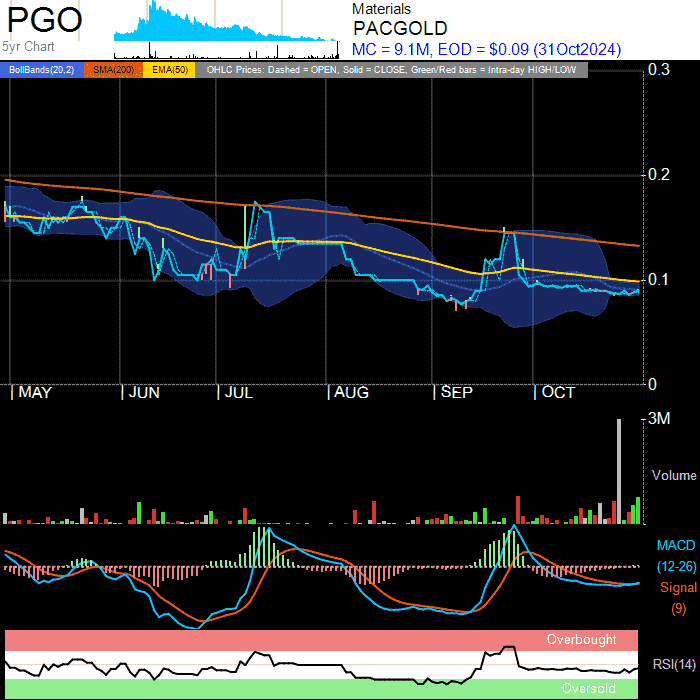 PGO
5yr Chart
Materials
PACGOLD
MC = 9.1M, EOD = $0.09 (31Oct2024)
BollBands(20,2) SMA(200) EMA(50) OHLC Prices: Dashed = OPEN, Solid = CLOSE, Green/Red bars = Intra-day HIGH/LOW
0.3
0.2
0.1
0
MAY JUN JUL AUG SEP OCT
3M
Volume
MACD
(12-26)
Signal
(9)
Overbought
RSI(14)
Oversold